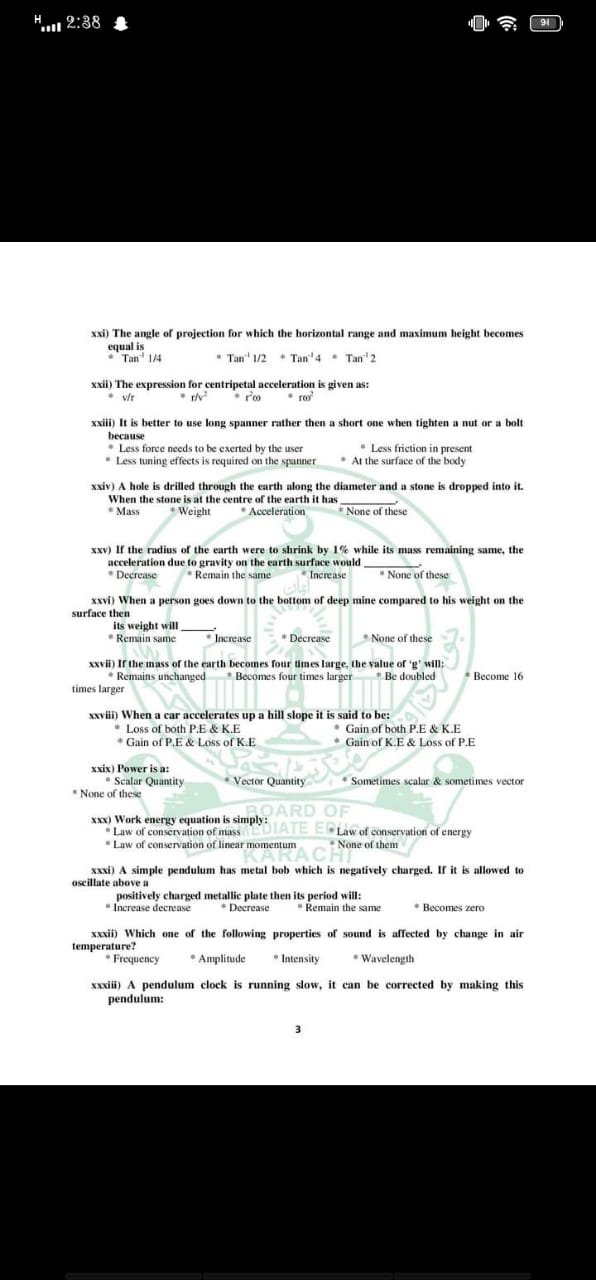 H 2:38 91
xxi) The angle of projection for which the horizontal range and maximum height becomes
equal is
* Tan⁻¹ 1/4 * Tan⁻¹ 1/2 * Tan⁻¹ 4 * Tan⁻¹ 2
xxii) The expression for centripetal acceleration is given as:
* v/r * r/v² * r²ω * rω²
xxiii) It is better to use long spanner rather then a short one when tighten a nut or a bolt
because
* Less force needs to be exerted by the user * Less friction in present
* Less tuning effects is required on the spanner * At the surface of the body
xxiv) A hole is drilled through the earth along the diameter and a stone is dropped into it.
When the stone is at the centre of the earth it has __________.
* Mass * Weight * Acceleration * None of these
xxv) If the radius of the earth were to shrink by 1% while its mass remaining same, the
acceleration due to gravity on the earth surface would __________.
* Decrease * Remain the same * Increase * None of these
xxvi) When a person goes down to the bottom of deep mine compared to his weight on the
surface then
its weight will ______.
* Remain same * Increase * Decrease * None of these
xxvii) If the mass of the earth becomes four times large, the value of ‘g’ will:
* Remains unchanged * Becomes four times larger * Be doubled * Become 16
times larger
xxviii) When a car accelerates up a hill slope it is said to be:
* Loss of both P.E & K.E * Gain of both P.E & K.E
* Gain of P.E & Loss of K.E * Gain of K.E & Loss of P.E
xxix) Power is a:
* Scalar Quantity * Vector Quantity * Sometimes scalar & sometimes vector
* None of these
BOARD OF
xxx) Work energy equation is simply:
* Law of conservation of mass * Law of conservation of energy
* Law of conservation of linear momentum * None of them
KARACHI
xxxi) A simple pendulum has metal bob which is negatively charged. If it is allowed to
oscillate above a
positively charged metallic plate then its period will:
* Increase decrease * Decrease * Remain the same * Becomes zero
xxxii) Which one of the following properties of sound is affected by change in air
temperature?
* Frequency * Amplitude * Intensity * Wavelength
xxxiii) A pendulum clock is running slow, it can be corrected by making this
pendulum:
3